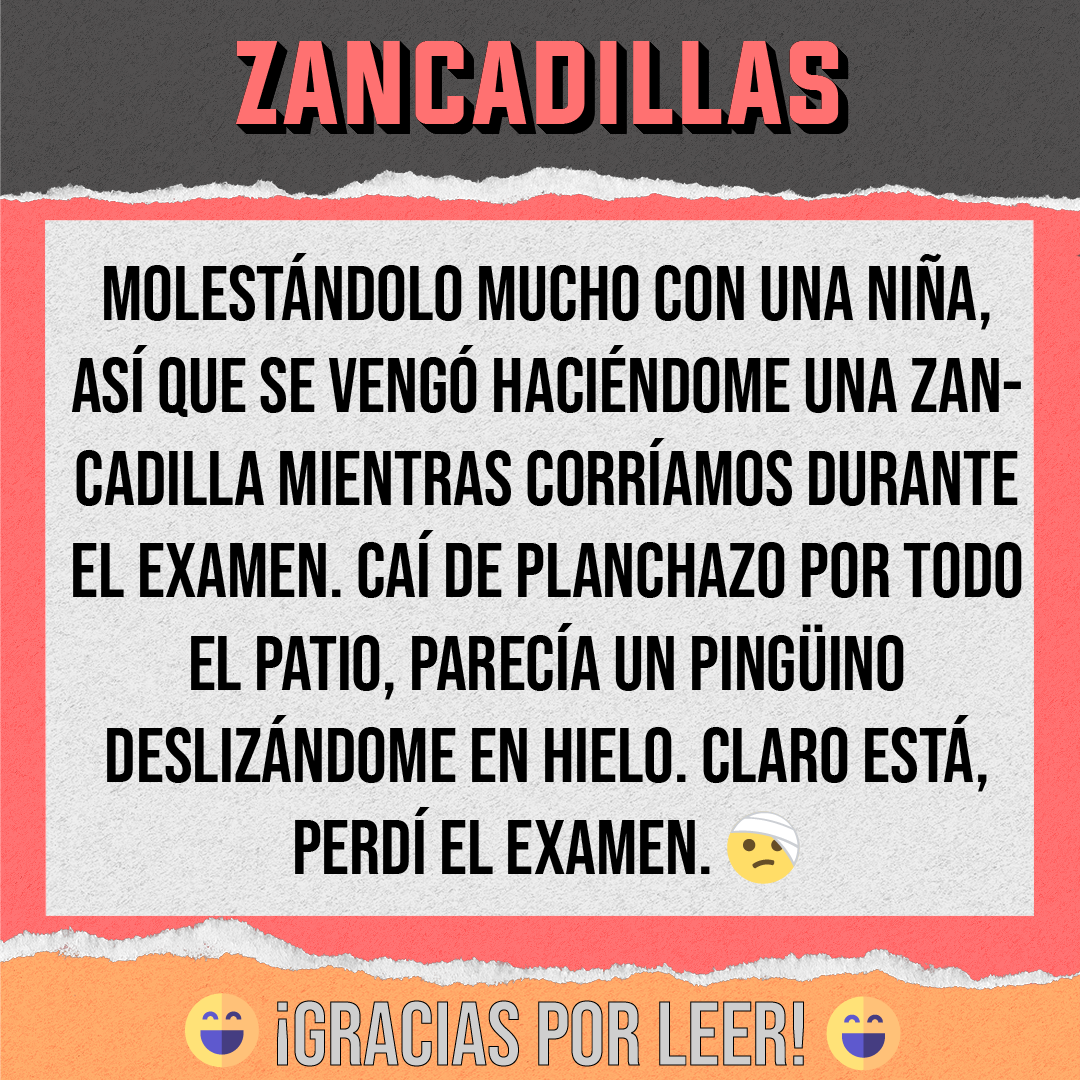 ZANCADILLAS
MOLESTÁNDOLO MUCHO CON UNA NIÑA,
ASÍ QUE SE VENGÓ HACIÉNDOME UNA ZAN-
CADILLA MIENTRAS CORRÍAMOS DURANTE
EL EXAMEN. CAÍ DE PLANCHAZO POR TODO
EL PATIO, PARECÍA UN PINGÜINO
DESLIZÁNDOME EN HIELO. CLARO ESTÁ,
PERDÍ EL EXAMEN. 🤕
😄 ¡GRACIAS POR LEER! 😄